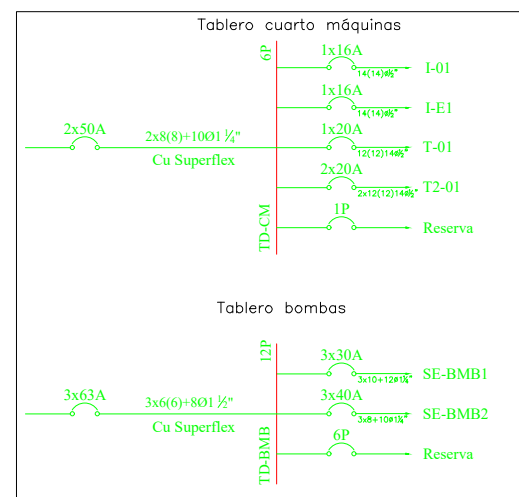 Tablero cuarto máquinas
6P
1x16A
14(14)ø½"
I-01
1x16A
14(14)ø½"
I-E1
2x50A
2x8(8)+10Ø1 ¼"
Cu Superflex
1x20A
12(12)14ø½"
T-01
2x20A
2x12(12)14ø½"
T2-01
TD-CM
1P
Reserva
Tablero bombas
12P
3x30A
3x10+12ø1¼"
SE-BMB1
3x63A
3x6(6)+8Ø1 ½"
Cu Superflex
3x40A
3x8+10ø1¼"
SE-BMB2
TD-BMB
6P
Reserva